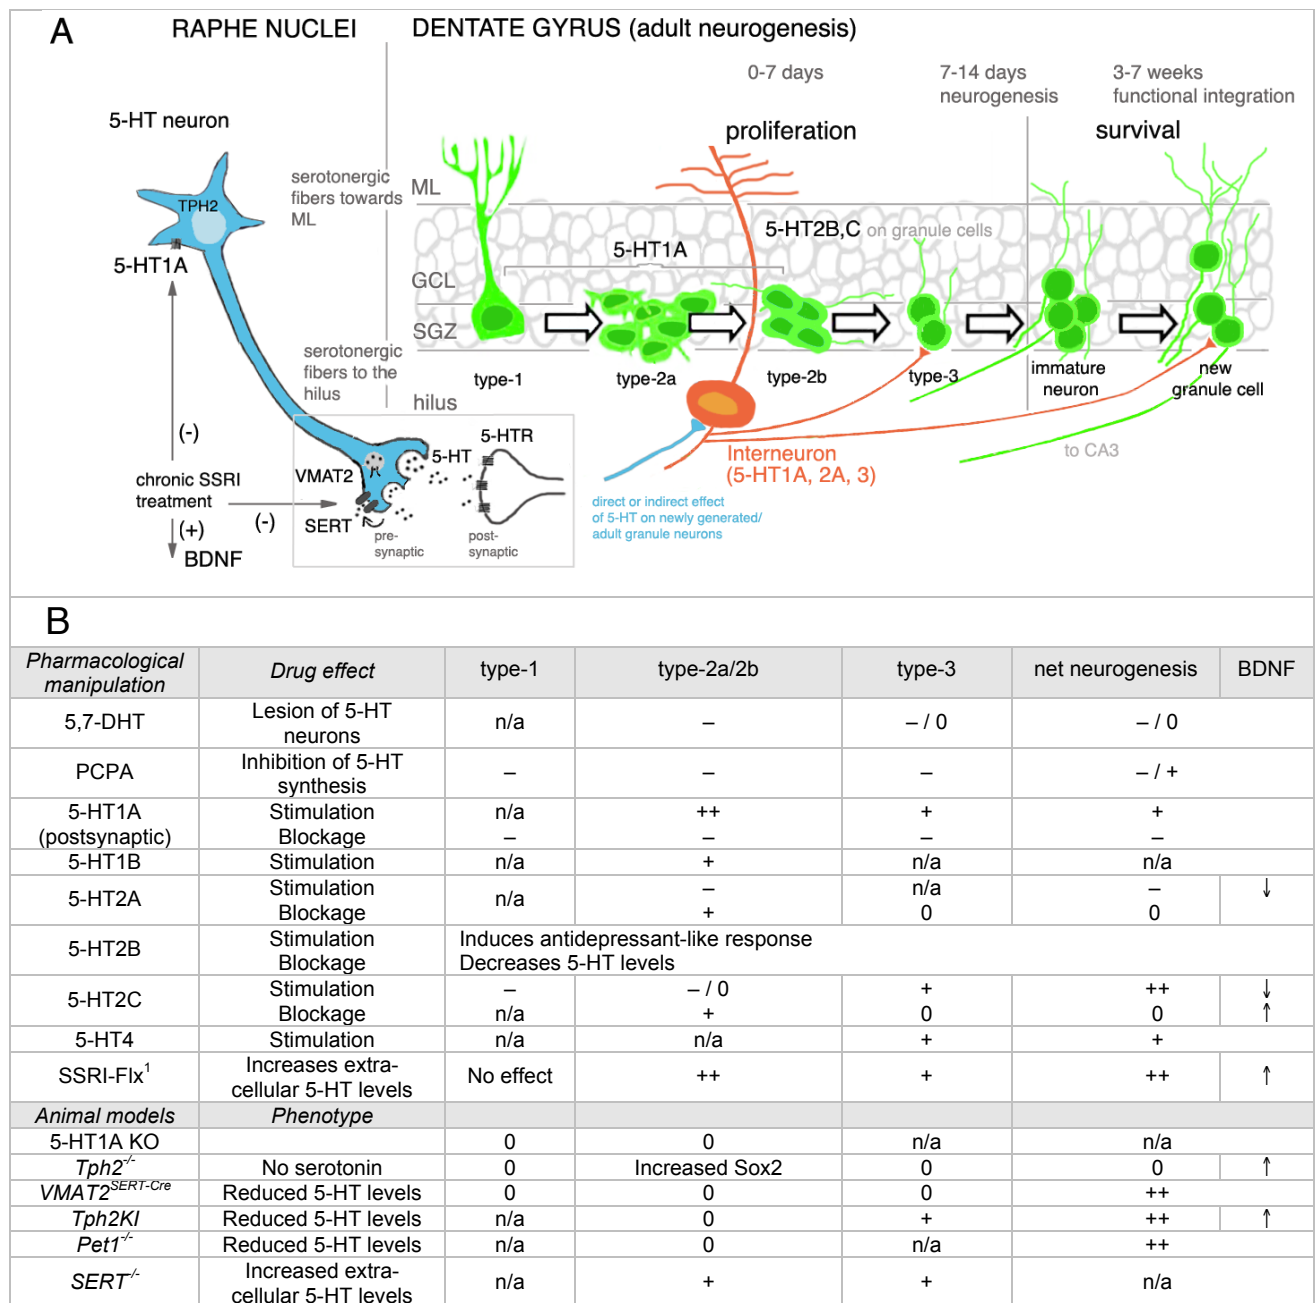 A
RAPHE NUCLEI
DENTATE GYRUS (adult neurogenesis)
0-7 days
7-14 days
neurogenesis
3-7 weeks
functional integration
5-HT neuron
proliferation
survival
serotonergic
fibers towards
ML
ML
TPH2
5-HT1A
5-HT1A
5-HT2B,C on granule cells
GCL
SGZ
serotonergic
fibers to the
hilus
hilus
type-1
type-2a
type-2b
type-3
immature
neuron
new
granule cell
to CA3
(-)
chronic SSRI
treatment
(-)
(+)
BDNF
VMAT2
SERT
5-HT
5-HTR
pre-
synaptic
post-
synaptic
Interneuron
(5-HT1A, 2A, 3)
direct or indirect effect
of 5-HT on newly generated/
adult granule neurons
B
Pharmacological manipulation	Drug effect	type-1	type-2a/2b	type-3	net neurogenesis	BDNF
5,7-DHT	Lesion of 5-HT neurons	n/a	–	– / 0	– / 0
PCPA	Inhibition of 5-HT synthesis	–	–	–	– / +
5-HT1A	Stimulation	n/a	++	+	+
(postsynaptic)	Blockage	–	–	–	–
5-HT1B	Stimulation	n/a	+	n/a	n/a
5-HT2A	Stimulation	n/a	–	n/a	–	↓
Blockage	+	0	0
5-HT2B	Stimulation	Induces antidepressant-like response
Blockage	Decreases 5-HT levels
5-HT2C	Stimulation	–	– / 0	+	++	↓
Blockage	n/a	+	0	0	↑
5-HT4	Stimulation	n/a	n/a	+	+
SSRI-Flx¹	Increases extra-cellular 5-HT levels	No effect	++	+	++	↑
Animal models	Phenotype
5-HT1A KO	0	0	n/a	n/a
Tph2-/-	No serotonin	0	Increased Sox2	0	0	↑
VMAT2SERT-Cre	Reduced 5-HT levels	0	0	0	++
Tph2KI	Reduced 5-HT levels	n/a	0	+	++	↑
Pet1-/-	Reduced 5-HT levels	n/a	0	n/a	++
SERT-/-	Increased extra-cellular 5-HT levels	n/a	+	+	n/a